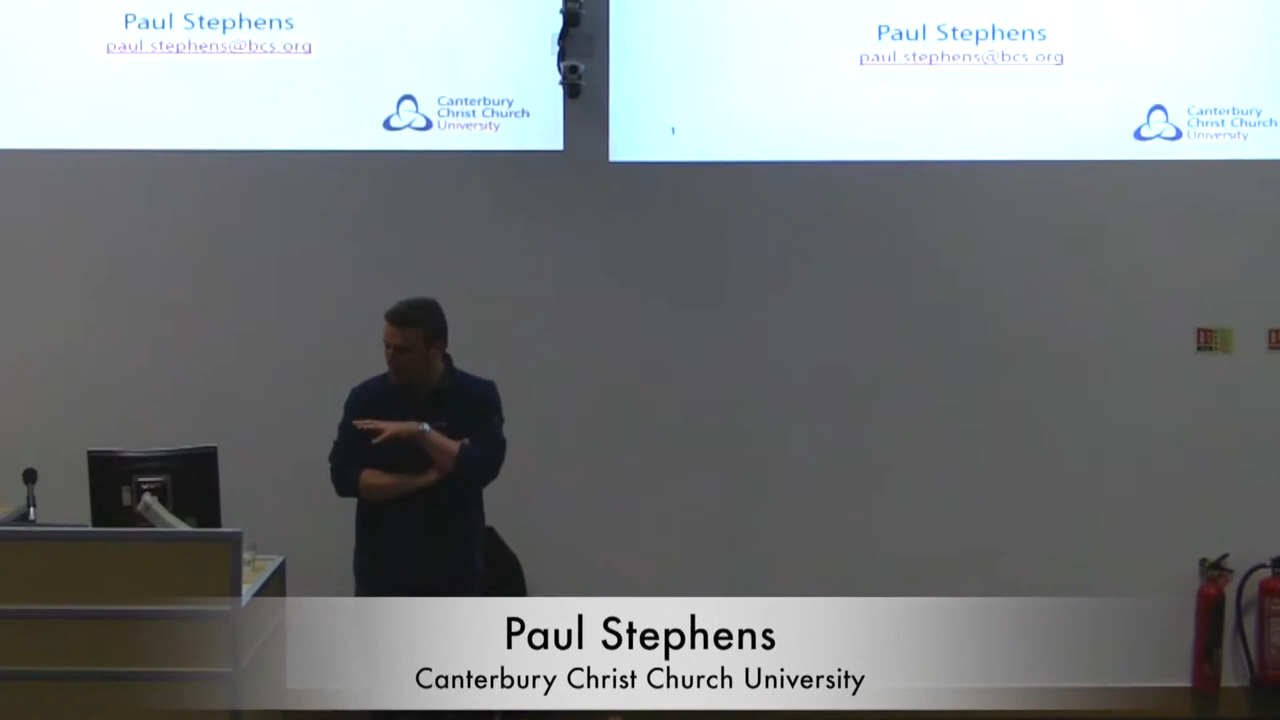 Paul Stephens
paul.stephens@bcs.org
Canterbury
Christ Church
University
Paul Stephens
paul.stephens@bcs.org
1
Canterbury
Christ Church
University
Paul Stephens
Canterbury Christ Church University